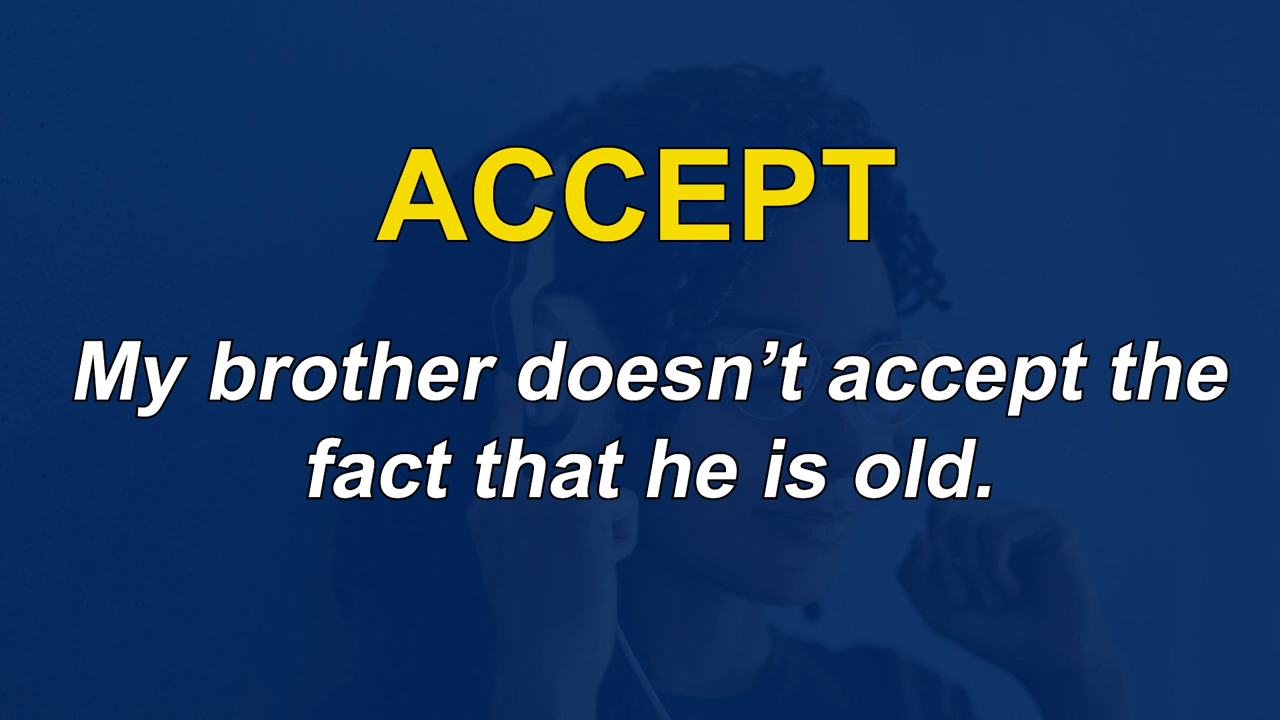 ACCEPT
My brother doesn’t accept the
fact that he is old.